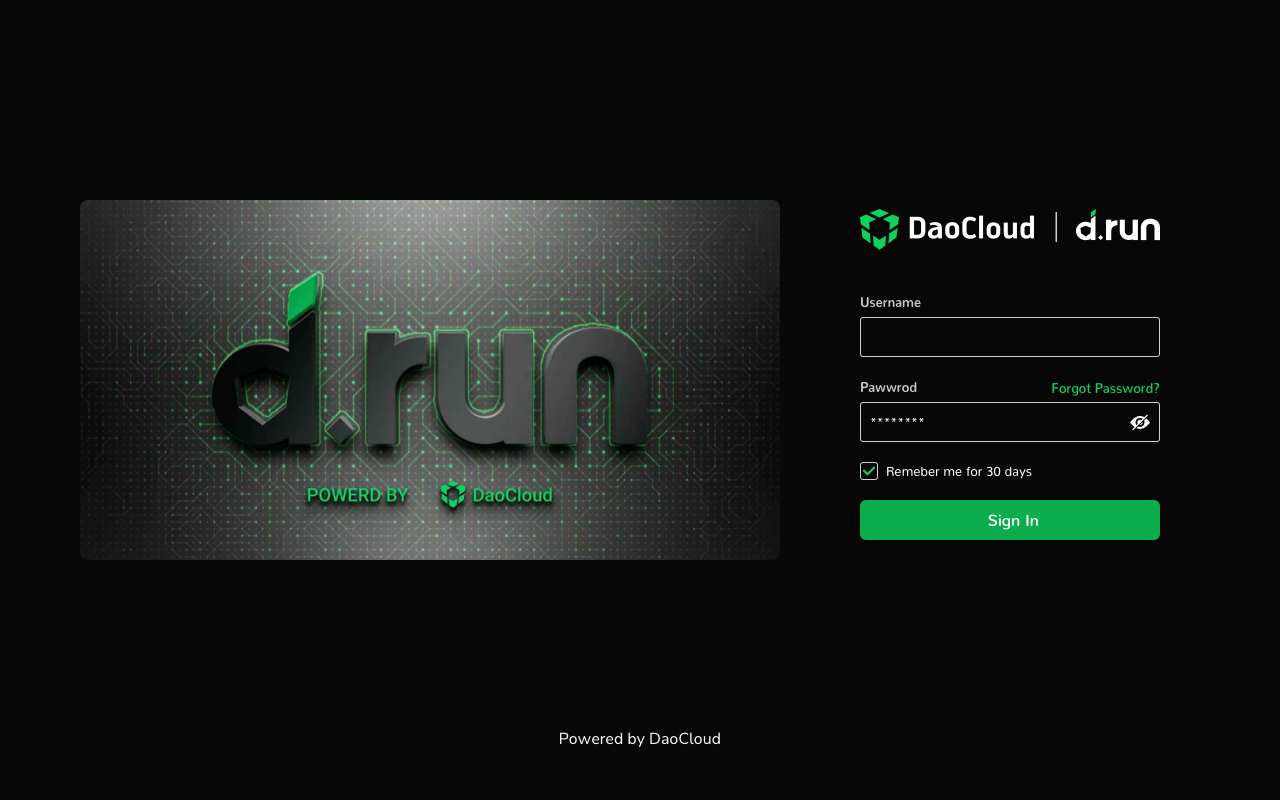 d.run
POWERD BY DaoCloud
DaoCloud | d.run
Username
Pawwrod Forgot Password?
********
Remeber me for 30 days
Sign In
Powered by DaoCloud